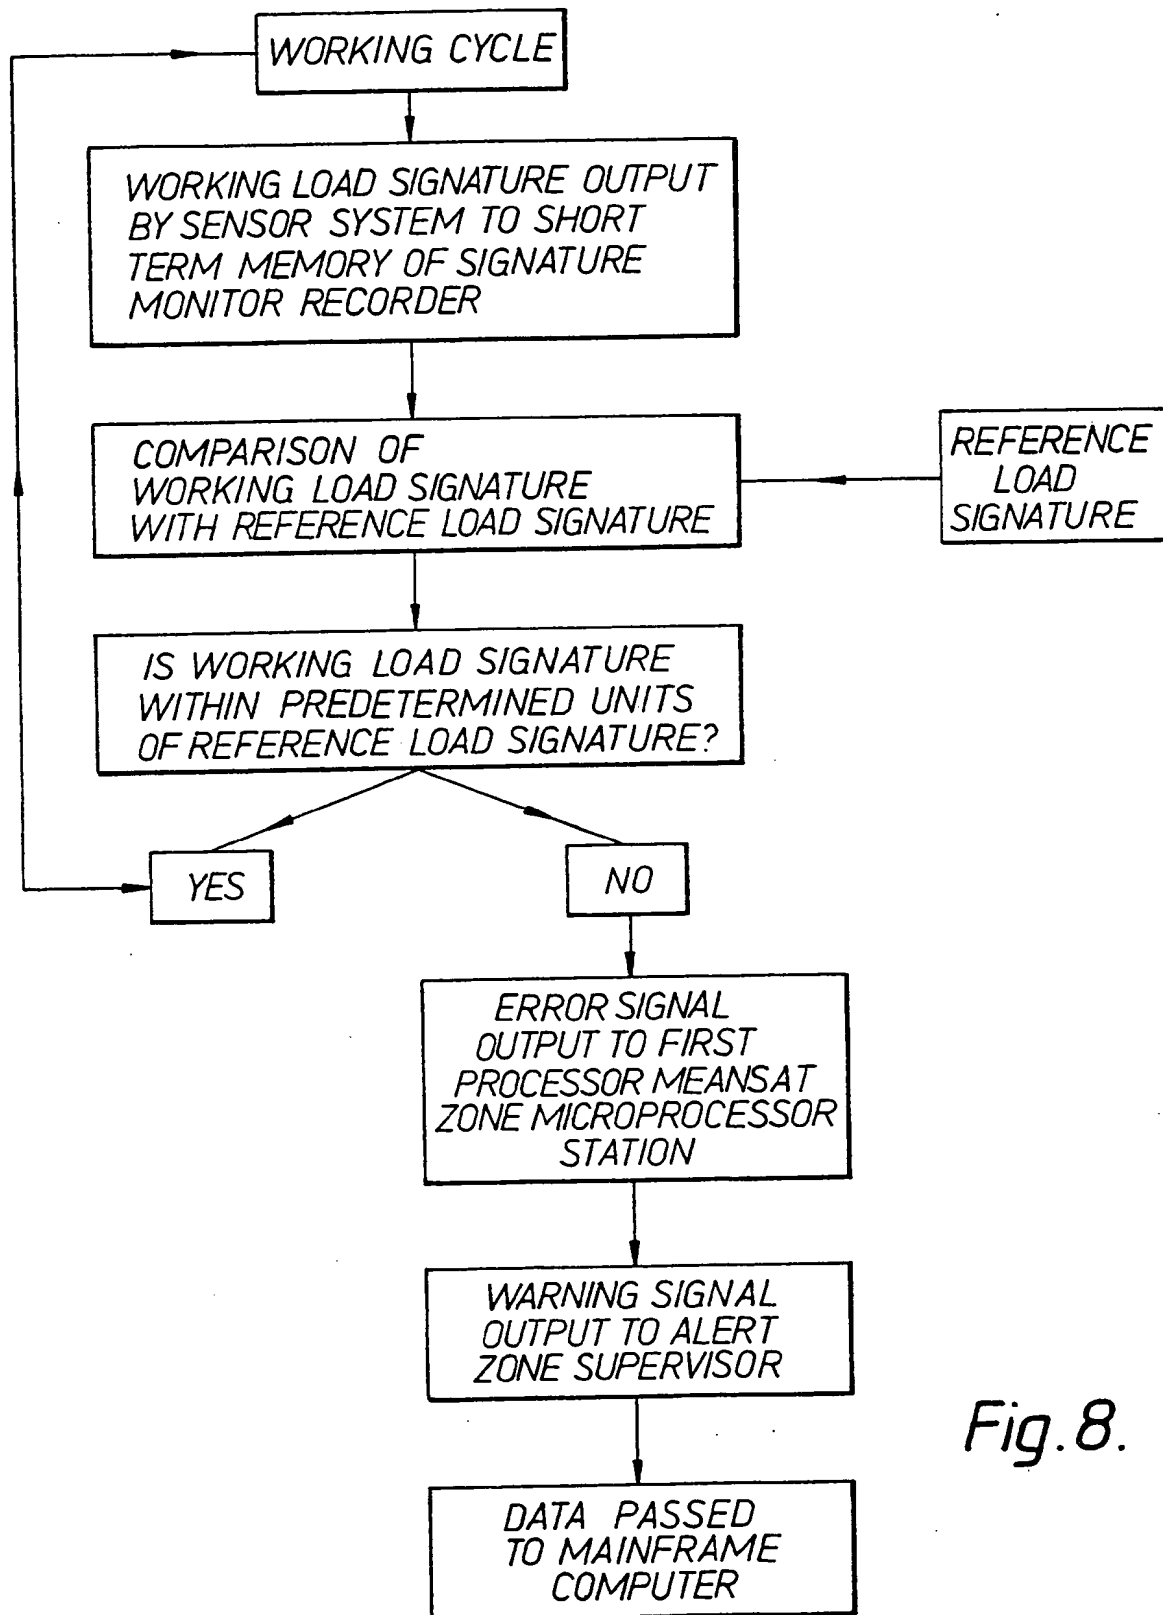 WORKING CYCLE
WORKING LOAD SIGNATURE OUTPUT
BY SENSOR SYSTEM TO SHORT
TERM MEMORY OF SIGNATURE
MONITOR RECORDER
COMPARISON OF
WORKING LOAD SIGNATURE
WITH REFERENCE LOAD SIGNATURE
REFERENCE
LOAD
SIGNATURE
IS WORKING LOAD SIGNATURE
WITHIN PREDETERMINED UNITS
OF REFERENCE LOAD SIGNATURE?
YES
NO
ERROR SIGNAL
OUTPUT TO FIRST
PROCESSOR MEANSAT
ZONE MICROPROCESSOR
STATION
WARNING SIGNAL
OUTPUT TO ALERT
ZONE SUPERVISOR
DATA PASSED
TO MAINFRAME
COMPUTER
Fig. 8.